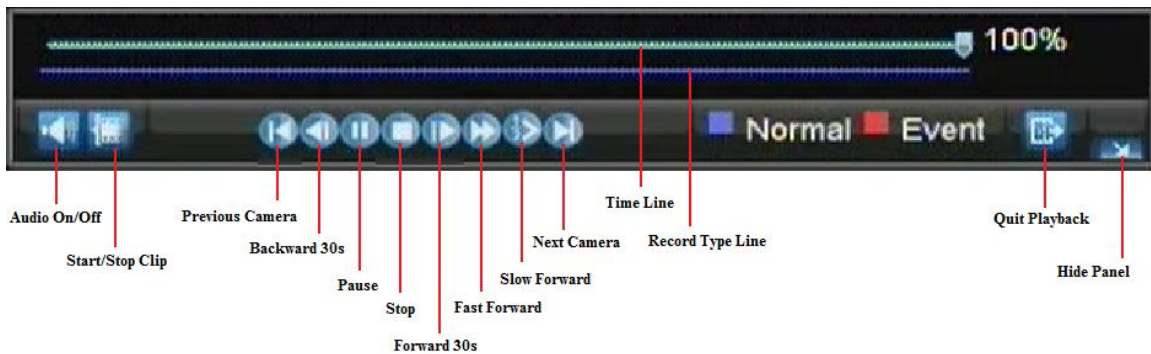 100%
Normal
Event
Audio On/Off
Previous Camera
Time Line
Quit Playback
Backward 30s
Next Camera
Record Type Line
Start/Stop Clip
Hide Panel
Pause
Slow Forward
Stop
Fast Forward
Forward 30s